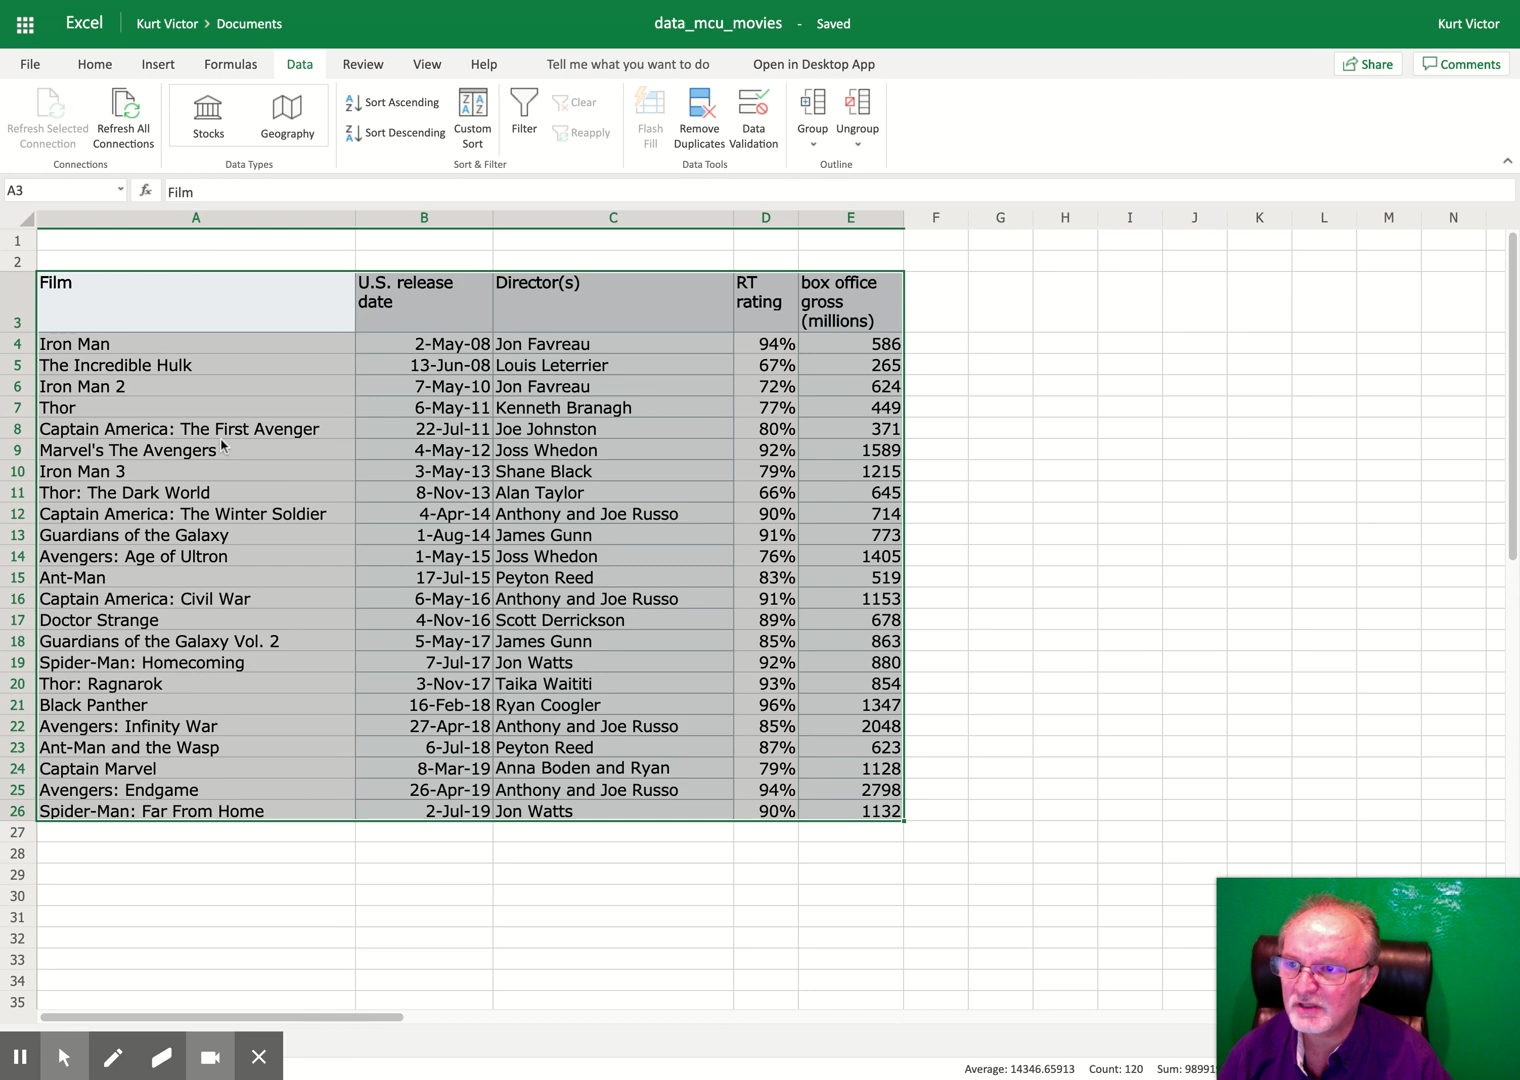 Excel
Kurt Victor > Documents
data_mcu_movies - Saved
Kurt Victor
File Home Insert Formulas Data Review View Help Tell me what you want to do Open in Desktop App Share Comments
Refresh Selected Connection
Refresh All Connections
Connections
Stocks
Geography
Data Types
Sort Ascending
Sort Descending
Custom Sort
Filter
Clear
Reapply
Sort & Filter
Flash Fill
Remove Duplicates
Data Validation
Data Tools
Group
Ungroup
Outline
A3 fx Film
A B C D E F G H I J K L M N
1
2
3 Film U.S. release date Director(s) RT rating box office gross (millions)
4 Iron Man 2-May-08 Jon Favreau 94% 586
5 The Incredible Hulk 13-Jun-08 Louis Leterrier 67% 265
6 Iron Man 2 7-May-10 Jon Favreau 72% 624
7 Thor 6-May-11 Kenneth Branagh 77% 449
8 Captain America: The First Avenger 22-Jul-11 Joe Johnston 80% 371
9 Marvel's The Avengers 4-May-12 Joss Whedon 92% 1589
10 Iron Man 3 3-May-13 Shane Black 79% 1215
11 Thor: The Dark World 8-Nov-13 Alan Taylor 66% 645
12 Captain America: The Winter Soldier 4-Apr-14 Anthony and Joe Russo 90% 714
13 Guardians of the Galaxy 1-Aug-14 James Gunn 91% 773
14 Avengers: Age of Ultron 1-May-15 Joss Whedon 76% 1405
15 Ant-Man 17-Jul-15 Peyton Reed 83% 519
16 Captain America: Civil War 6-May-16 Anthony and Joe Russo 91% 1153
17 Doctor Strange 4-Nov-16 Scott Derrickson 89% 678
18 Guardians of the Galaxy Vol. 2 5-May-17 James Gunn 85% 863
19 Spider-Man: Homecoming 7-Jul-17 Jon Watts 92% 880
20 Thor: Ragnarok 3-Nov-17 Taika Waititi 93% 854
21 Black Panther 16-Feb-18 Ryan Coogler 96% 1347
22 Avengers: Infinity War 27-Apr-18 Anthony and Joe Russo 85% 2048
23 Ant-Man and the Wasp 6-Jul-18 Peyton Reed 87% 623
24 Captain Marvel 8-Mar-19 Anna Boden and Ryan 79% 1128
25 Avengers: Endgame 26-Apr-19 Anthony and Joe Russo 94% 2798
26 Spider-Man: Far From Home 2-Jul-19 Jon Watts 90% 1132
27
28
29
30
31
32
33
34
35
Average: 14346.65913 Count: 120 Sum: